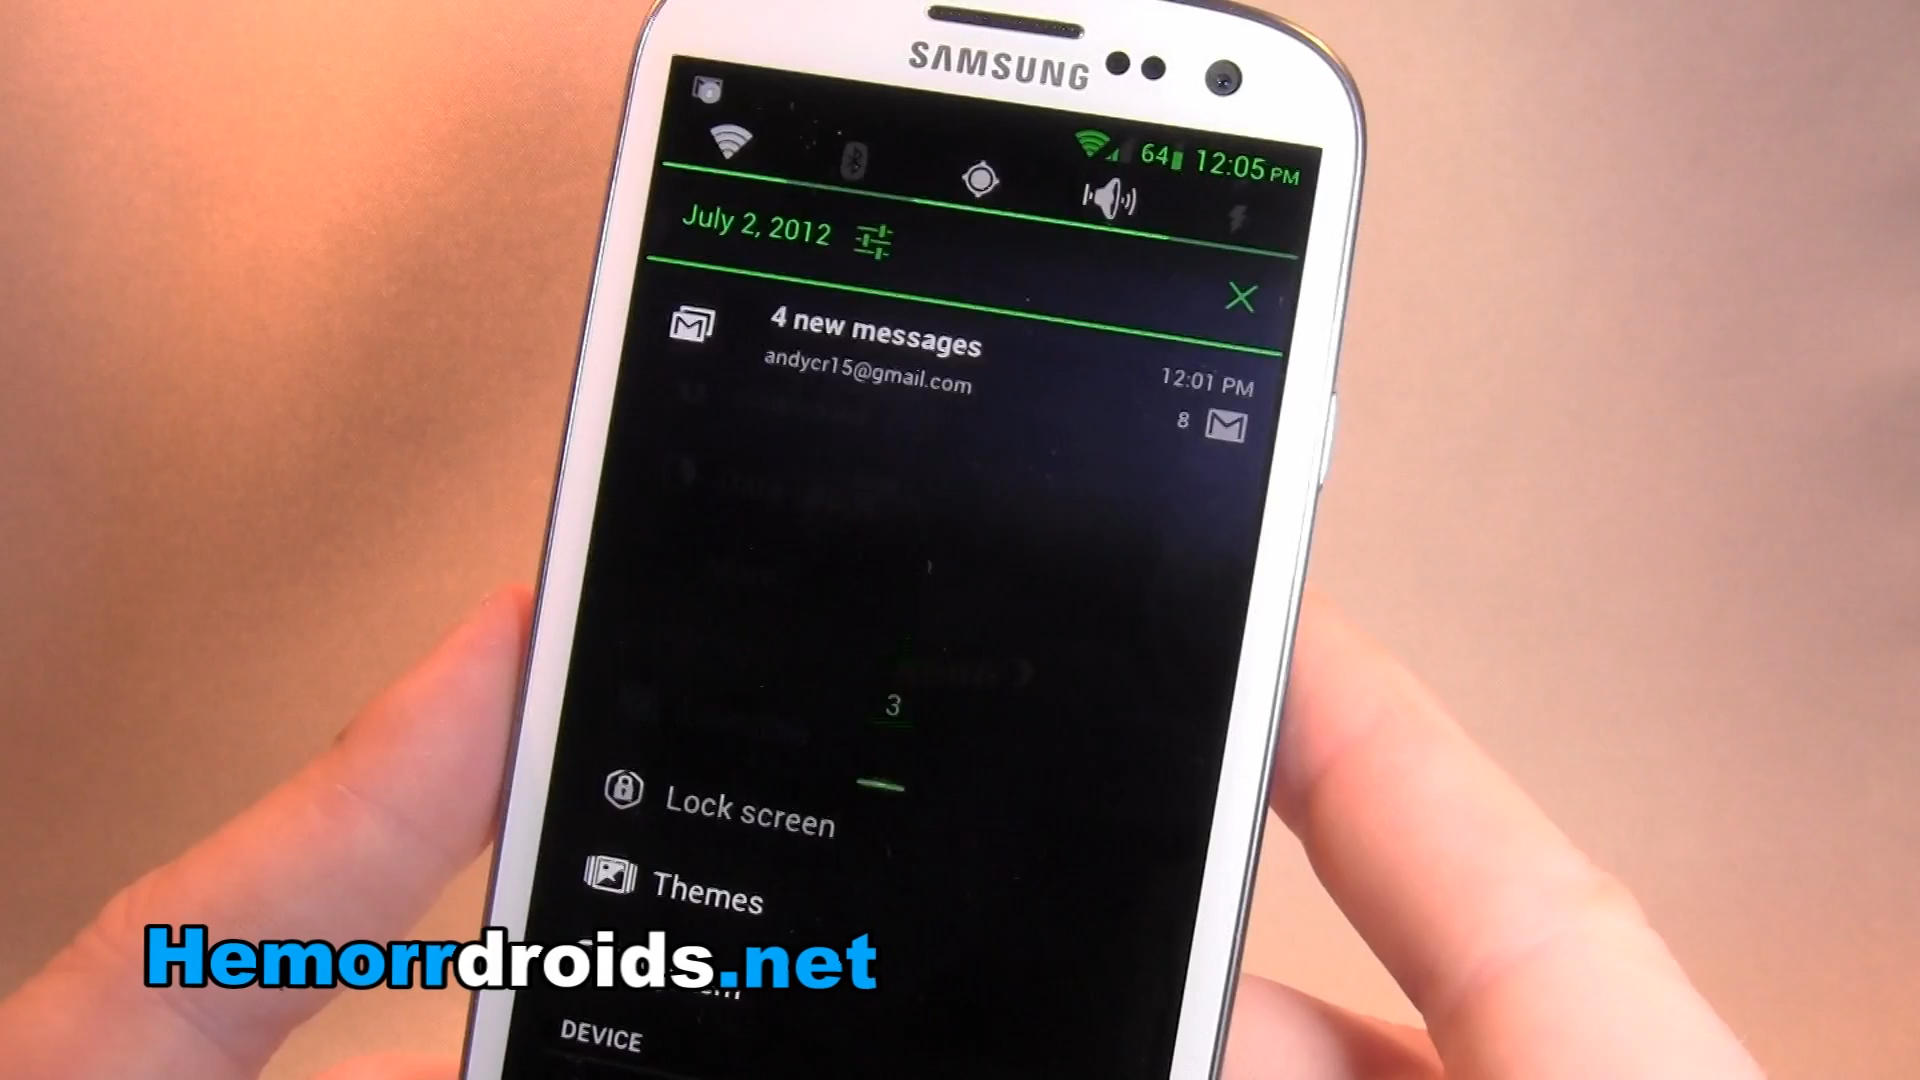 SAMSUNG
64 12:05 PM
July 2, 2012
4 new messages
andycr15@gmail.com
12:01 PM
8
3
Lock screen
Themes
Hemorrdroids.net
DEVICE